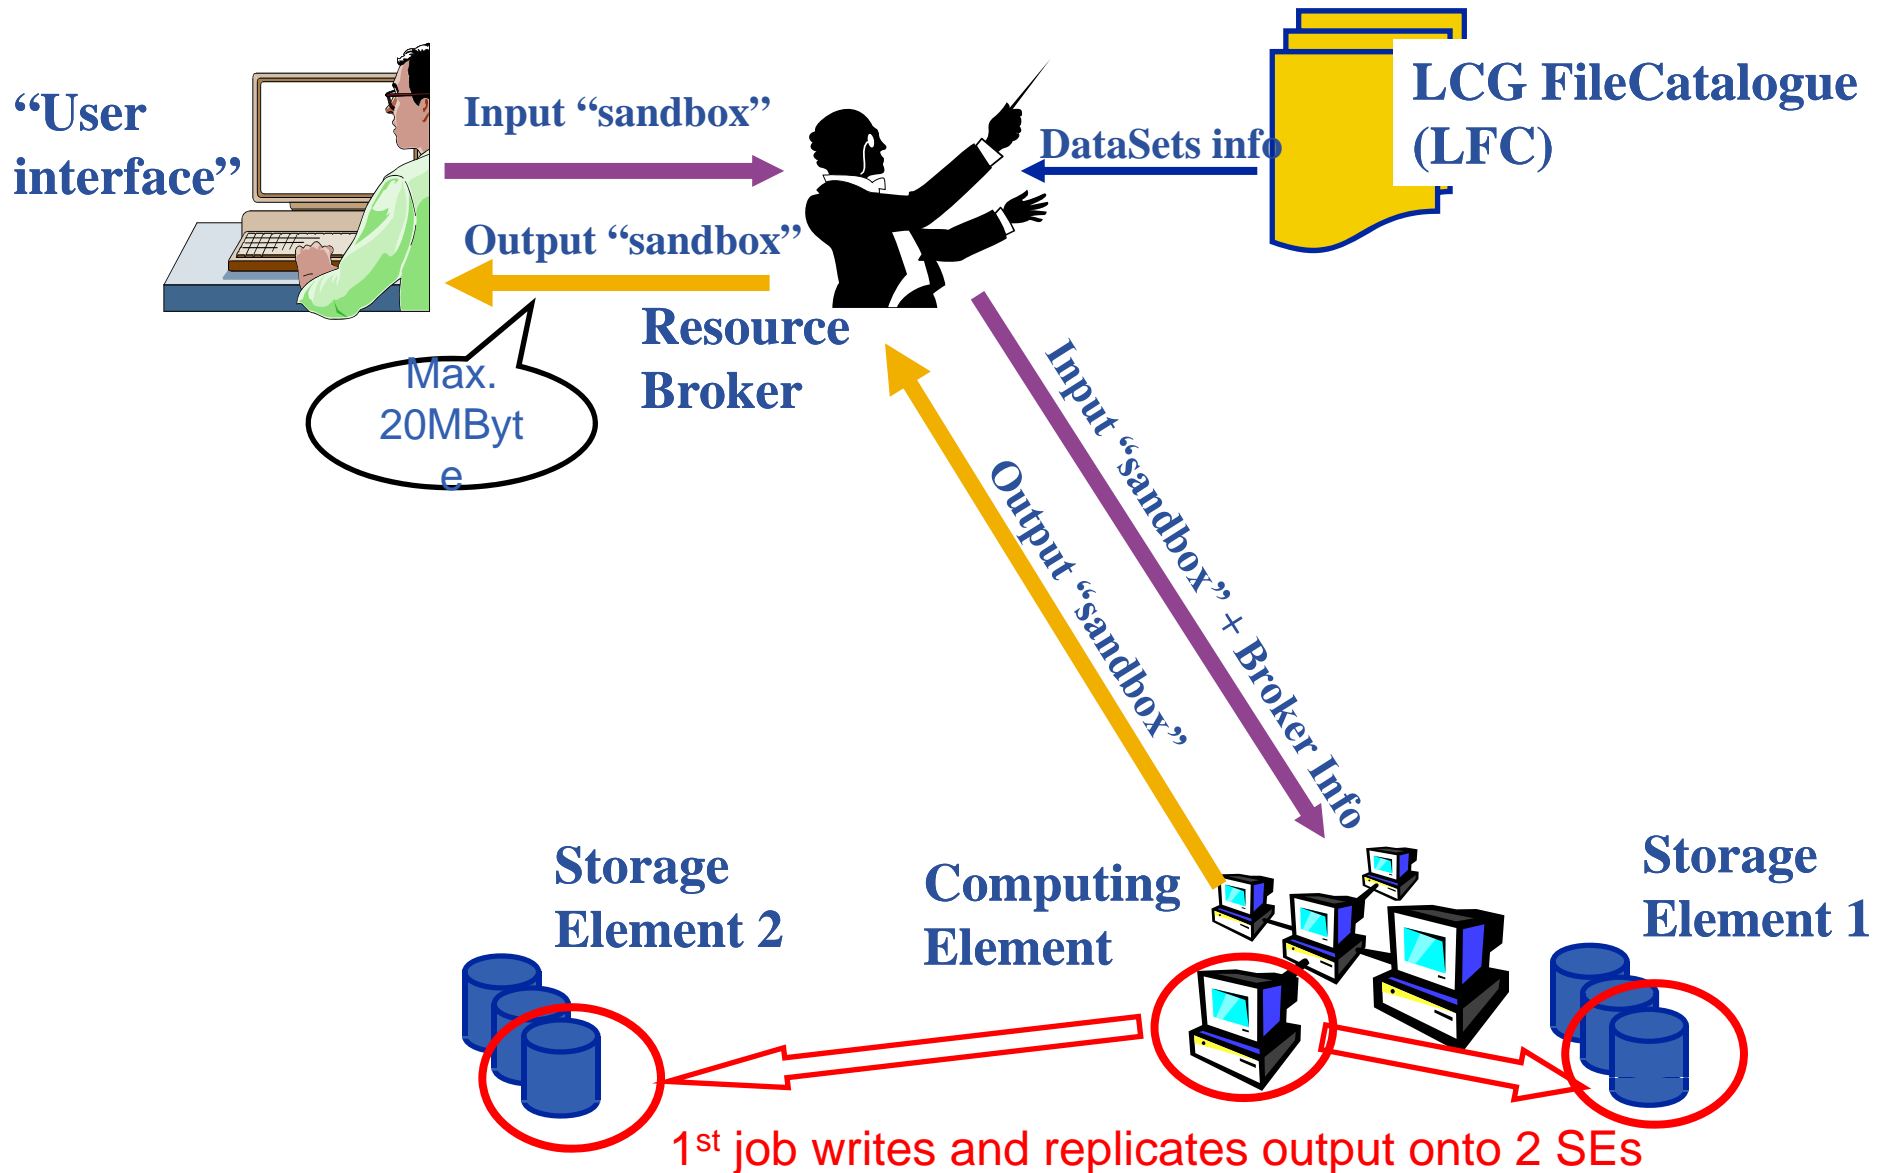 “User
interface”
Input “sandbox”
Output “sandbox”
DataSets info
LCG FileCatalogue
(LFC)
Resource
Broker
Max.
20MByt
e
Input “sandbox” + Broker Info
Output “sandbox”
Storage
Element 2
Computing
Element
Storage
Element 1
1st job writes and replicates output onto 2 SEs